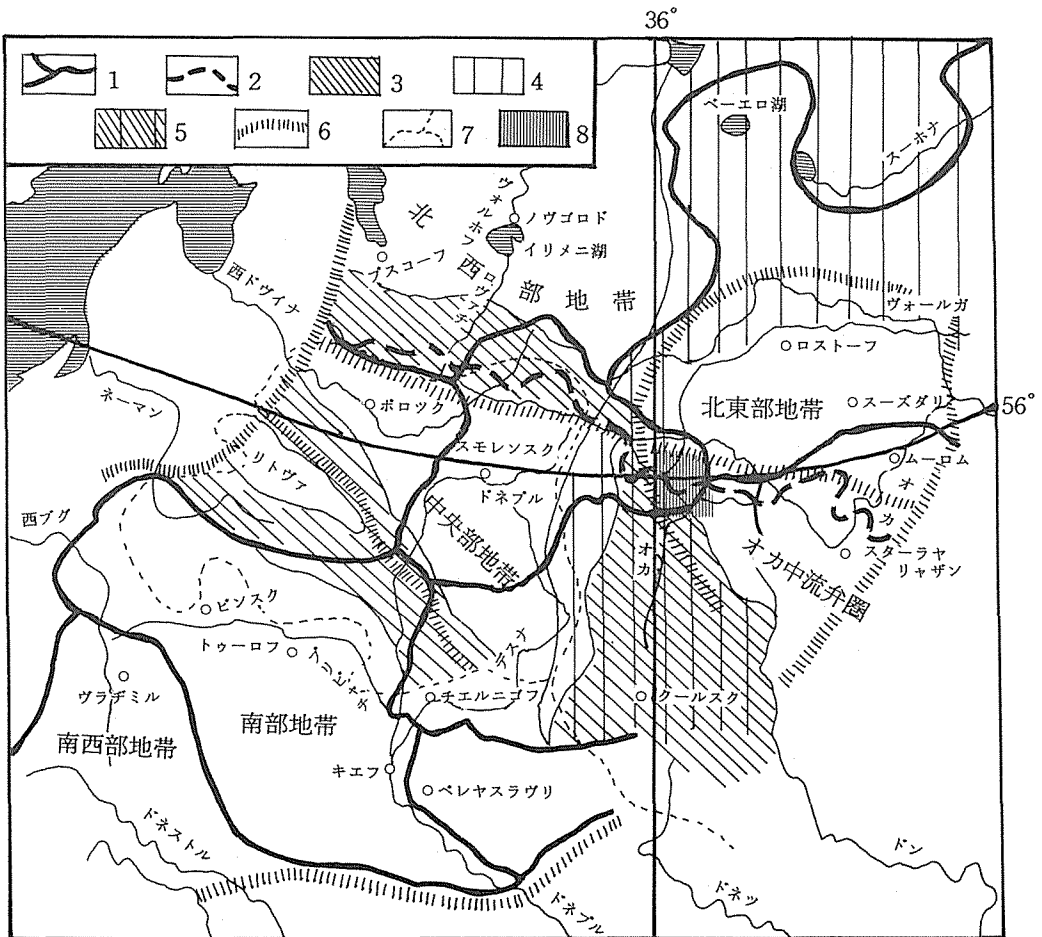 36°
1
2
3
4
5
6
7
8
ベーエロ湖
スーホナ
ヴォルホフ
ノヴゴロド
イリメニ湖
北西部地帯
プスコーフ
ロヴァチ
西ドヴィナ
ヴォールガ
ロストーフ
北東部地帯
スーズダリ
56°
ネーマン
ポロツク
スモレンスク
ムーロム
オカ
リトヴァ
ドネプル
中央部地帯
オカ
スターラヤ
リャザン
オカ中流弁圏
西ブグ
ピンスク
トゥーロフ
プリピャチ
デスナ
チエルニゴフ
クールスク
ヴラヂミル
南部地帯
南西部地帯
キエフ
ペレヤスラヴリ
ドネストル
ドン
ドネツ
ドネプル